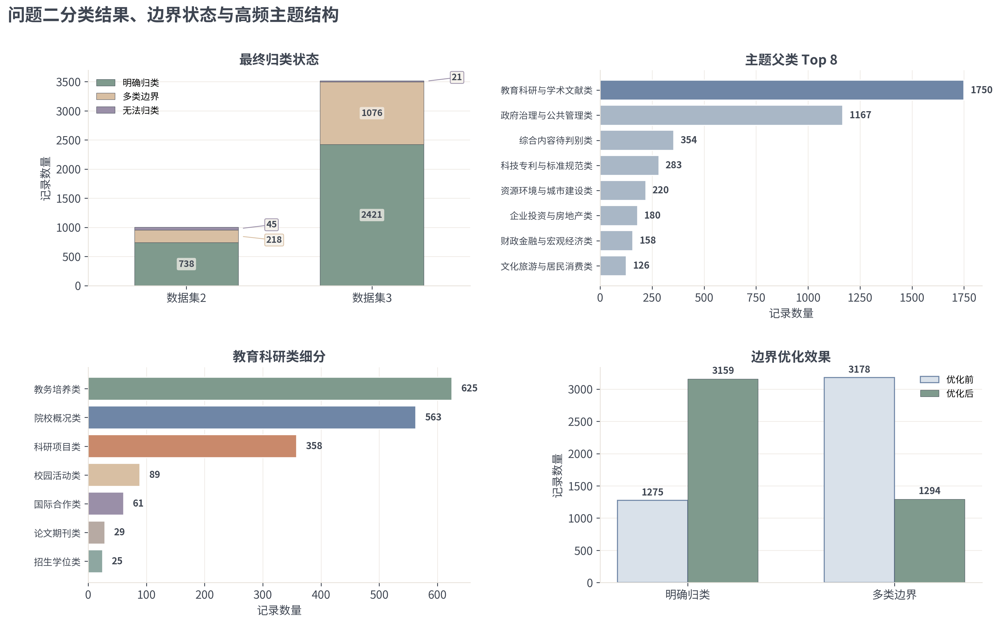 问题二分类结果、边界状态与高频主题结构
最终归类状态
明确归类
多类边界
无法归类
记录数量
3500
3000
2500
2000
1500
1000
500
0
21
1076
2421
45
218
738
数据集2
数据集3
主题父类 Top 8
教育科研与学术文献类
1750
政府治理与公共管理类
1167
综合内容待判别类
354
科技专利与标准规范类
283
资源环境与城市建设类
220
企业投资与房地产类
180
财政金融与宏观经济类
158
文化旅游与居民消费类
126
0 250 500 750 1000 1250 1500 1750
记录数量
教育科研类细分
教务培养类
625
院校概况类
563
科研项目类
358
校园活动类
89
国际合作类
61
论文期刊类
29
招生学位类
25
0 100 200 300 400 500 600
记录数量
边界优化效果
优化前
优化后
记录数量
3000
2500
2000
1500
1000
500
0
1275
3159
3178
1294
明确归类
多类边界